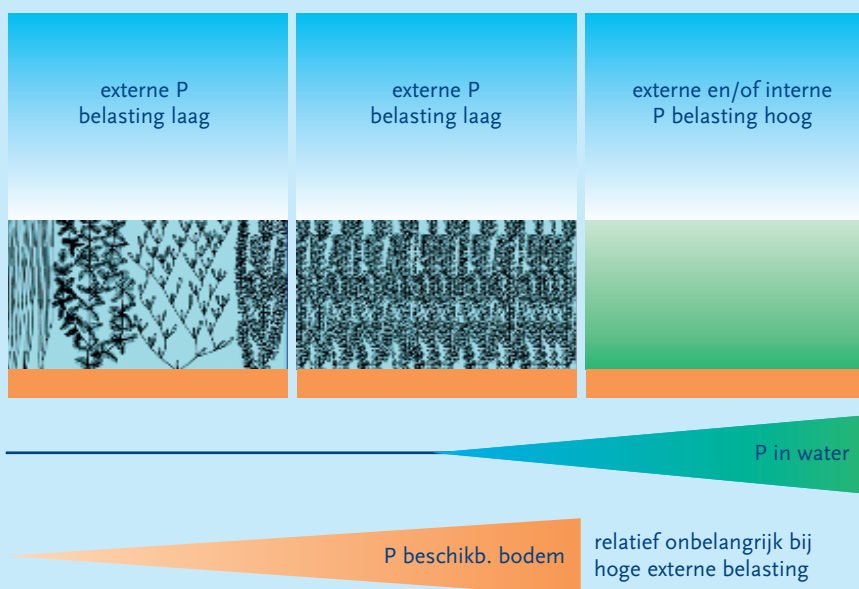 externe P
belasting laag
externe P
belasting laag
externe en/of interne
P belasting hoog
P in water
P beschikb. bodem
relatief onbelangrijk bij
hoge externe belasting